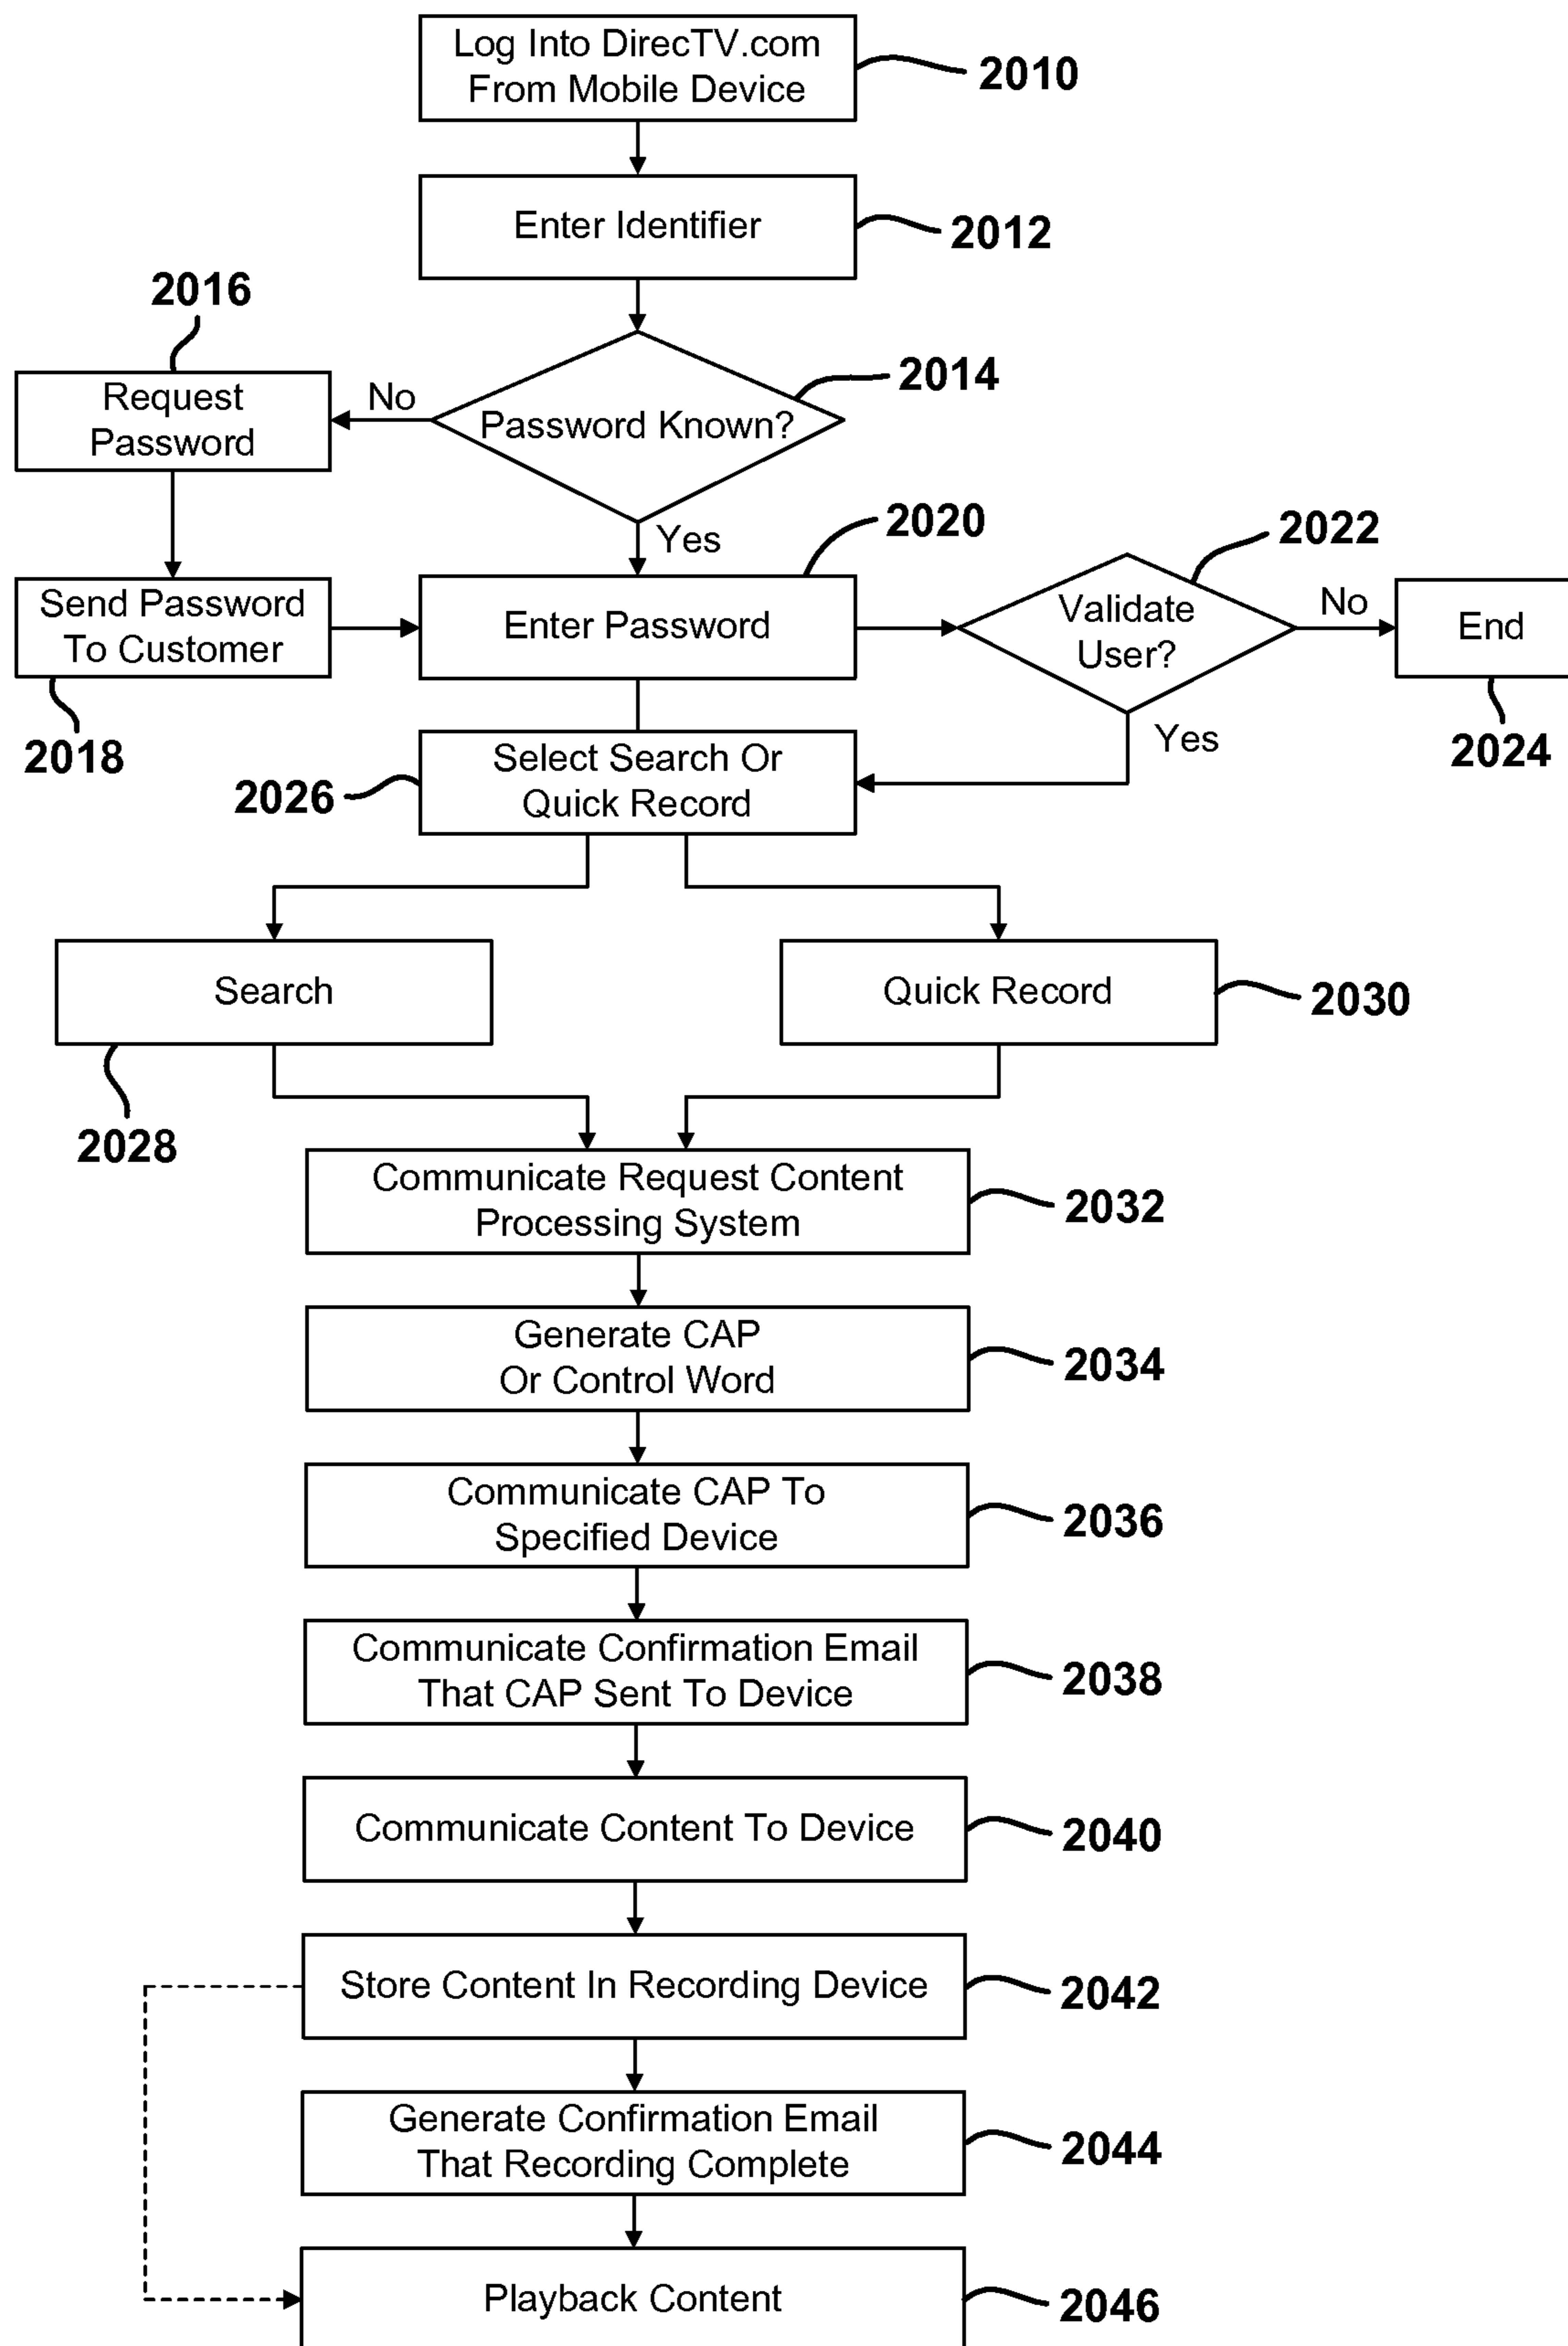 Log Into DirecTV.com
From Mobile Device
2010
Enter Identifier
2012
2016
Request
Password
No
Password Known?
2014
Yes
2020
2022
Send Password
To Customer
2018
Enter Password
Validate
User?
No
End
2024
Yes
Select Search Or
Quick Record
2026
Search
2028
Quick Record
2030
Communicate Request Content
Processing System
2032
Generate CAP
Or Control Word
2034
Communicate CAP To
Specified Device
2036
Communicate Confirmation Email
That CAP Sent To Device
2038
Communicate Content To Device
2040
Store Content In Recording Device
2042
Generate Confirmation Email
That Recording Complete
2044
Playback Content
2046